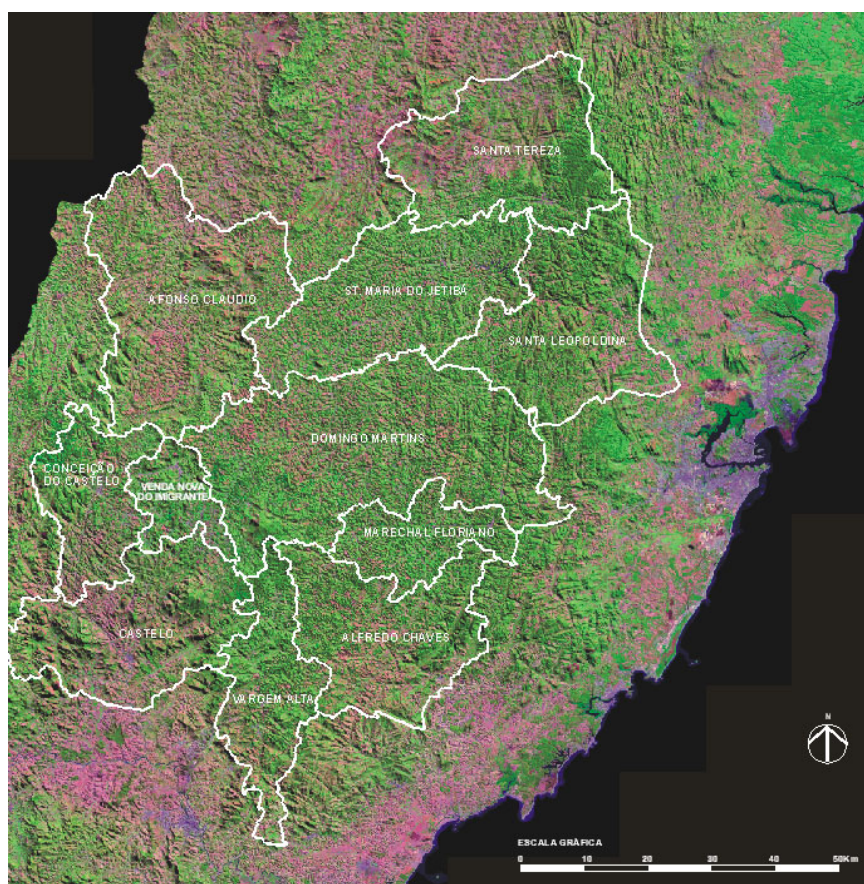 SANTA TEREZA
AFONSO CLAUDIO
ST. MARIA DO JETIBÁ
SANTA LEOPOLDINA
DOMINGO MARTINS
CONCEIÇÃO
DO CASTELO
VENDA NOVA
DO IMIGRANTE
MARECHAL FLORIANO
CASTELO
ALFREDO CHAVES
VARGEM ALTA
N
ESCALA GRÀFICA
0 10 20 30 40 50Km